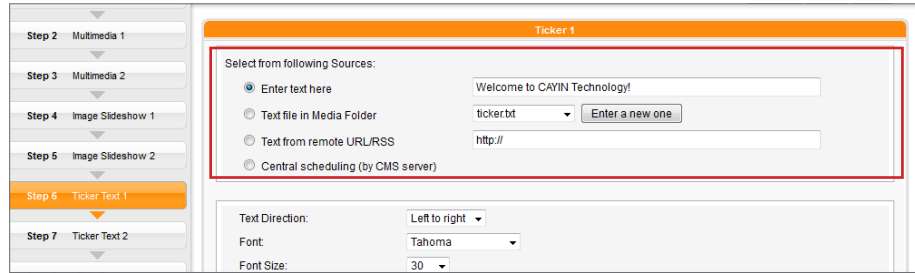 Step 2 Multimedia 1
Step 3 Multimedia 2
Step 4 Image Slideshow 1
Step 5 Image Slideshow 2
Step 6 Ticker Text 1
Step 7 Ticker Text 2
Ticker 1
Select from following Sources:
Enter text here Welcome to CAYIN Technology!
Text file in Media Folder ticker.txt Enter a new one
Text from remote URL/RSS http://
Central scheduling (by CMS server)
Text Direction: Left to right
Font: Tahoma
Font Size: 30